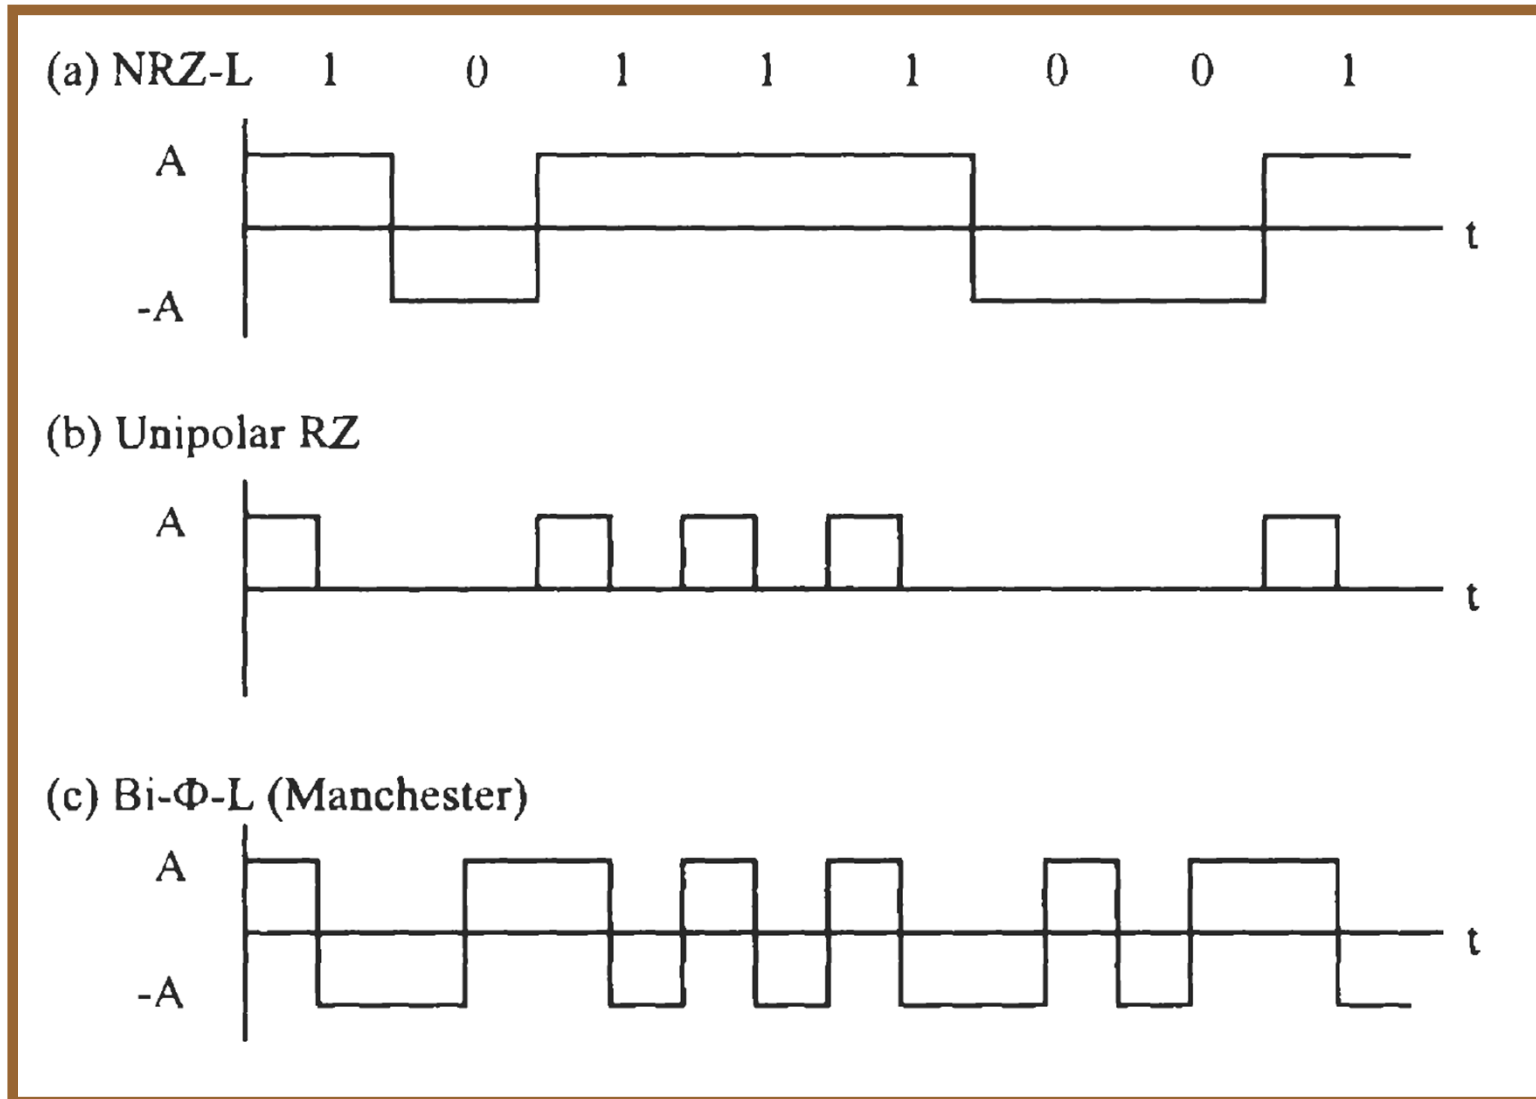 (a) NRZ-L 1 0 1 1 1 0 0 1
A
t
-A
(b) Unipolar RZ
A
t
(c) Bi-Φ-L (Manchester)
A
t
-A